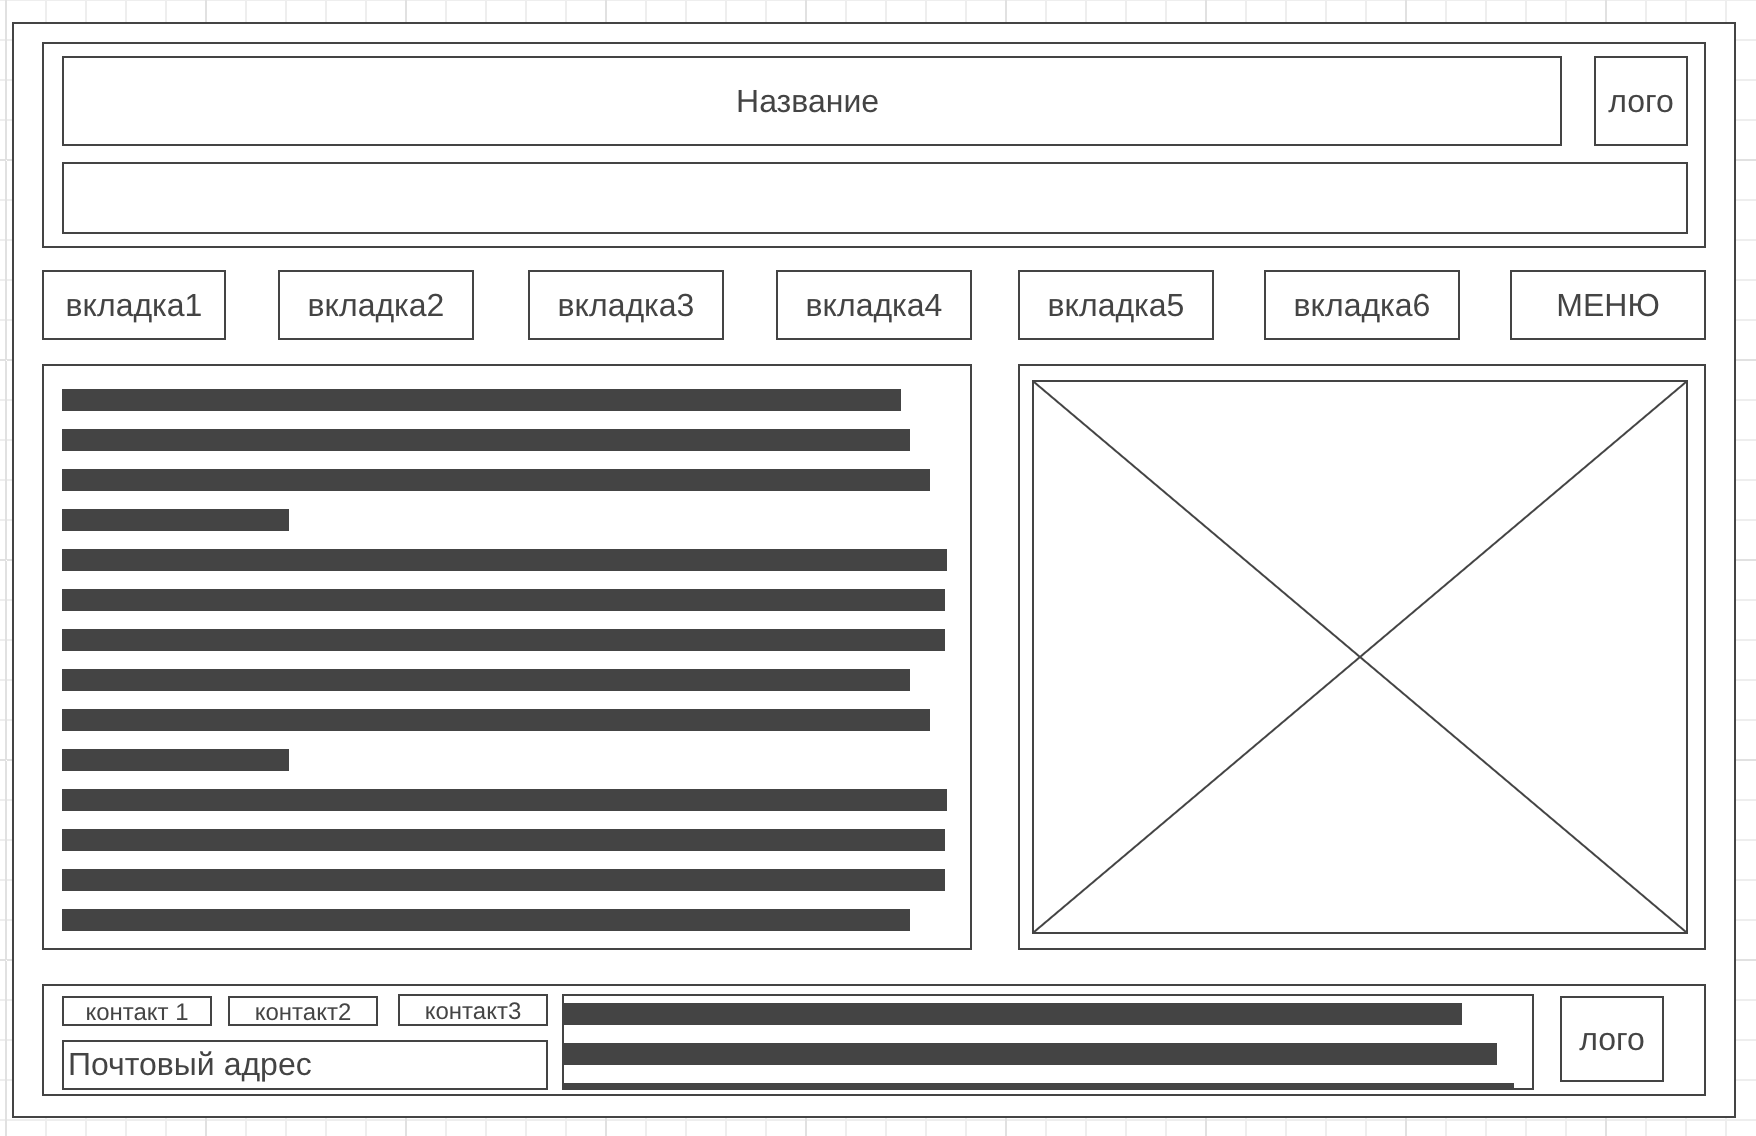 Название
лого
вкладка1
вкладка2
вкладка3
вкладка4
вкладка5
вкладка6
МЕНЮ
контакт 1
контакт2
контакт3
Почтовый адрес
лого